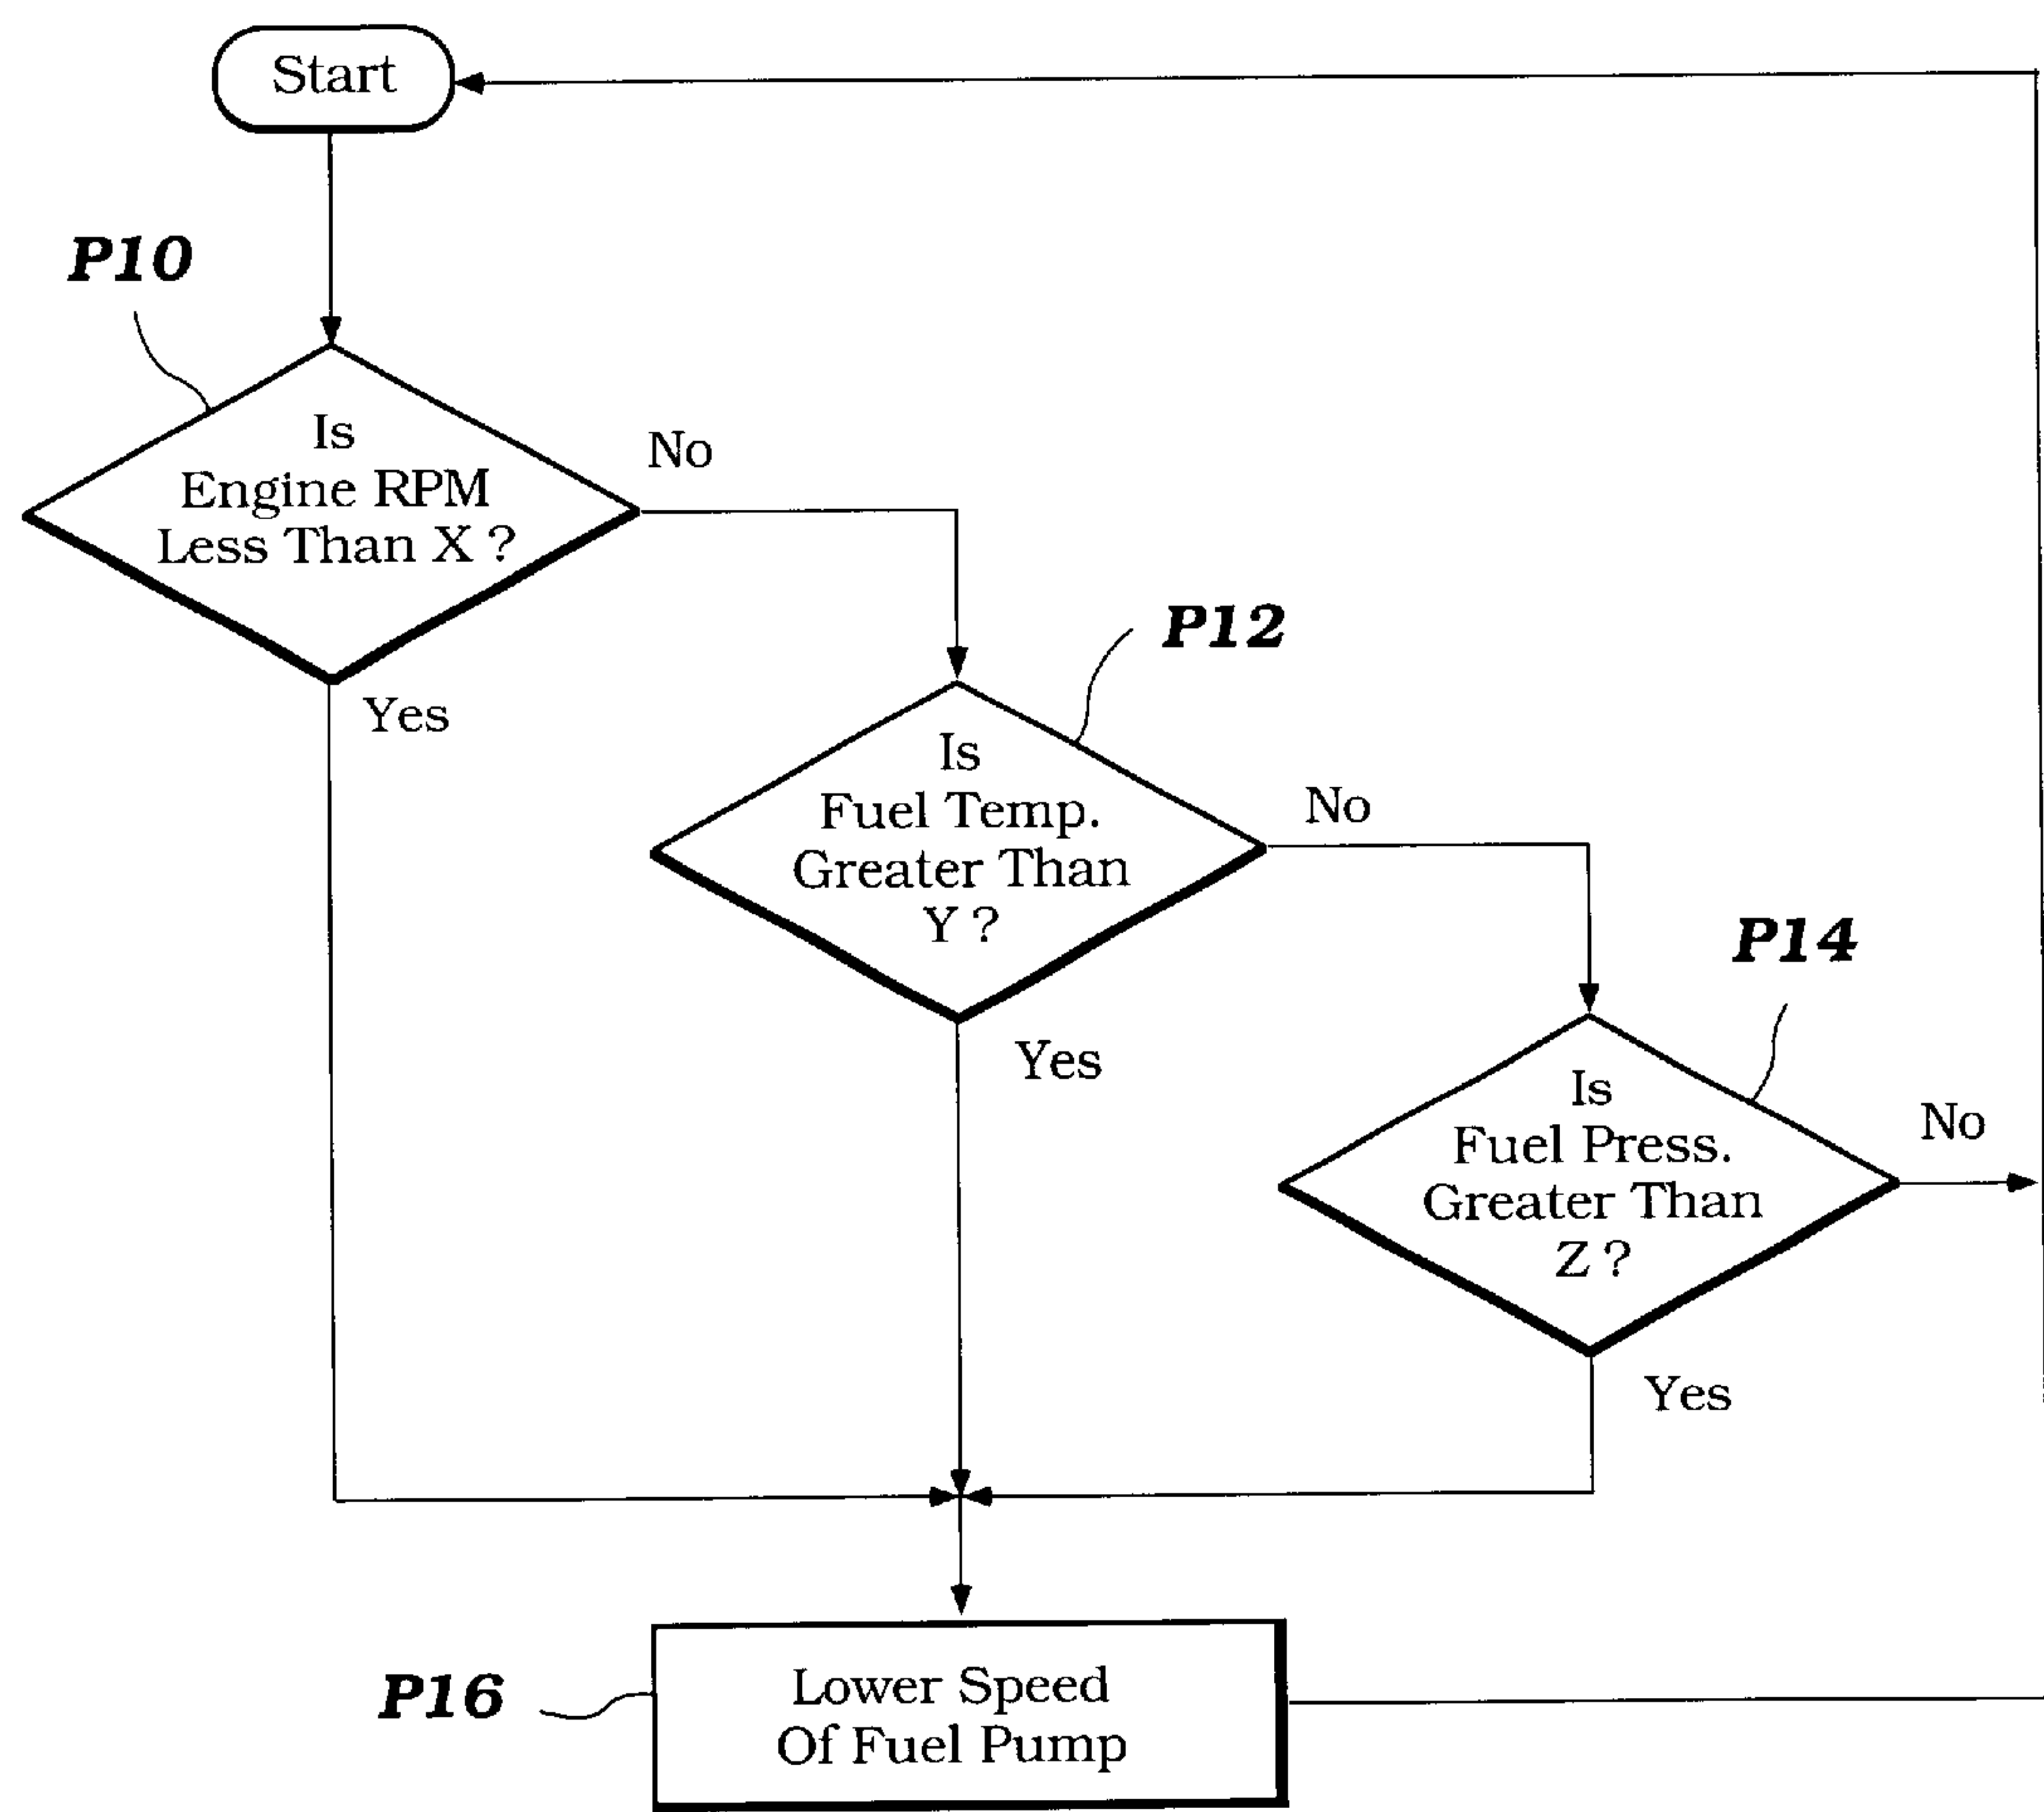 Start
P10
Is
Engine RPM
Less Than X ?
No
Yes
P12
Is
Fuel Temp.
Greater Than
Y ?
No
Yes
P14
Is
Fuel Press.
Greater Than
Z ?
No
Yes
P16
Lower Speed
Of Fuel Pump